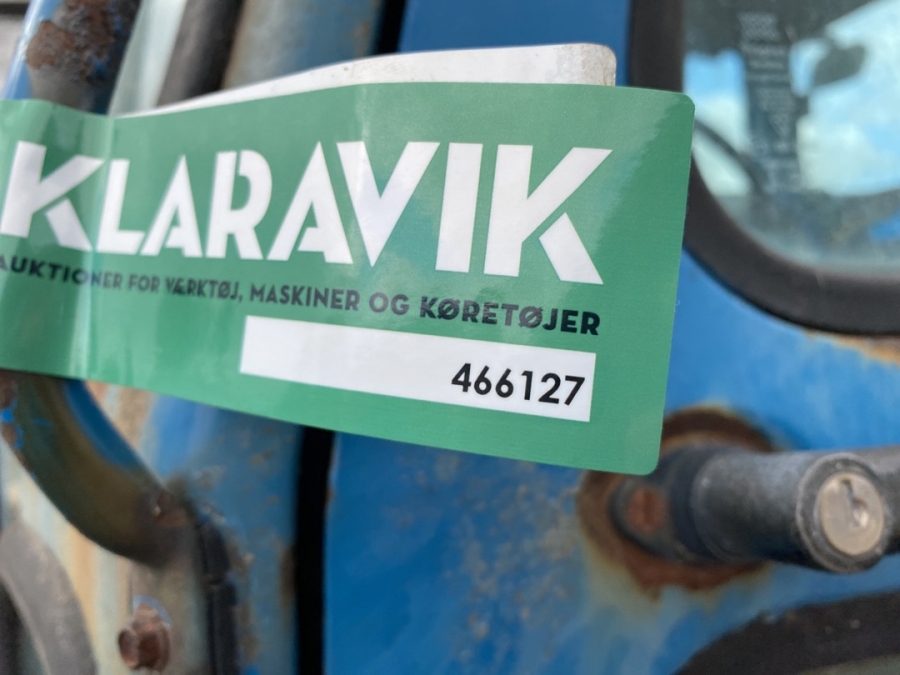 KLARAVIK
AUKTIONER FOR VÆRKTØJ, MASKINER OG KØRETØJER
466127